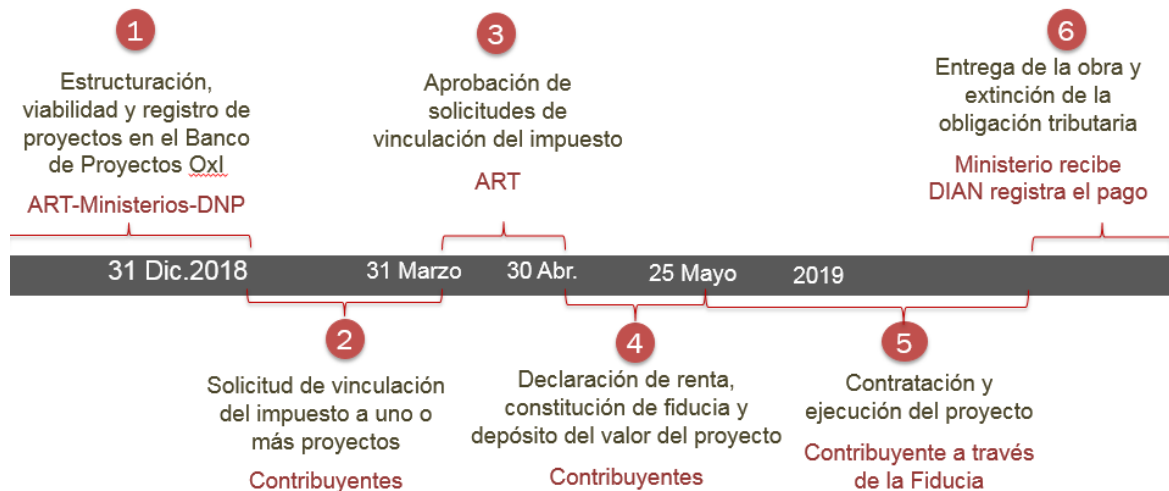 1
Estructuración,
viabilidad y registro de
proyectos en el Banco
de Proyectos OxI
ART-Ministerios-DNP
3
Aprobación de
solicitudes de
vinculación del impuesto
ART
6
Entrega de la obra y
extinción de la
obligación tributaria
Ministerio recibe
DIAN registra el pago
31 Dic.2018
31 Marzo
30 Abr.
25 Mayo
2019
2
Solicitud de vinculación
del impuesto a uno o
más proyectos
Contribuyentes
4
Declaración de renta,
constitución de fiducia y
depósito del valor del proyecto
Contribuyentes
5
Contratación y
ejecución del proyecto
Contribuyente a través
de la Fiducia